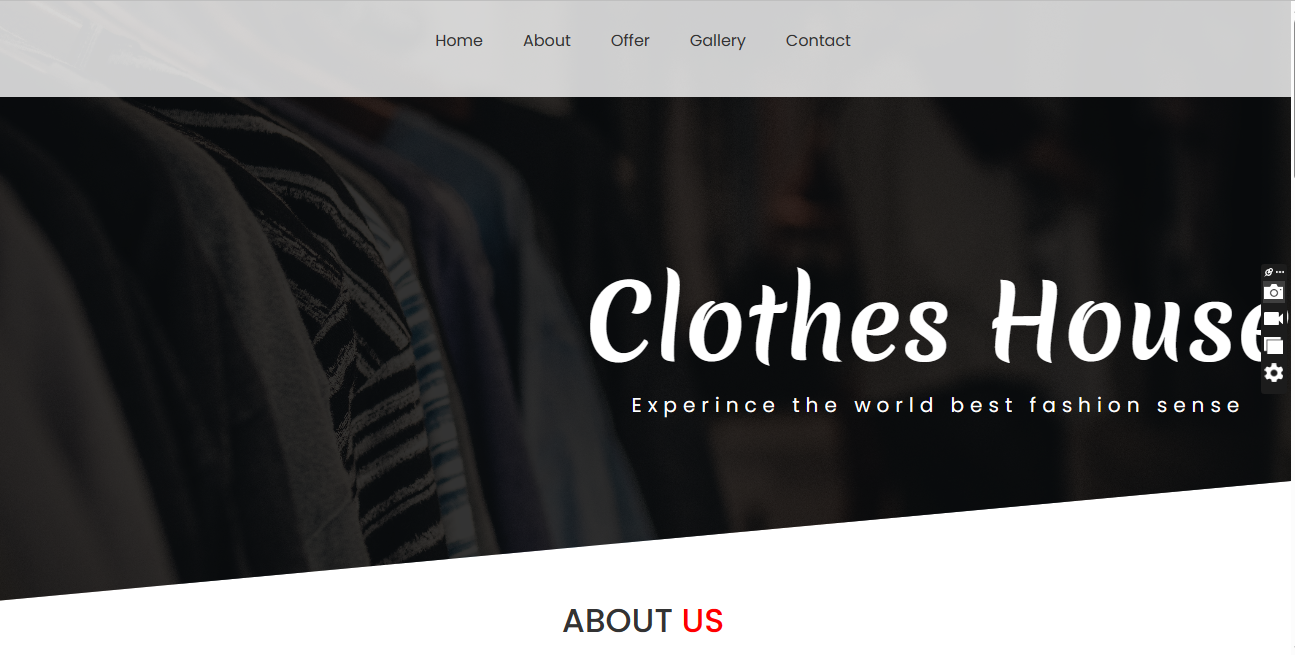 Home About Offer Gallery Contact
Clothes House
Experince the world best fashion sense
ABOUT US